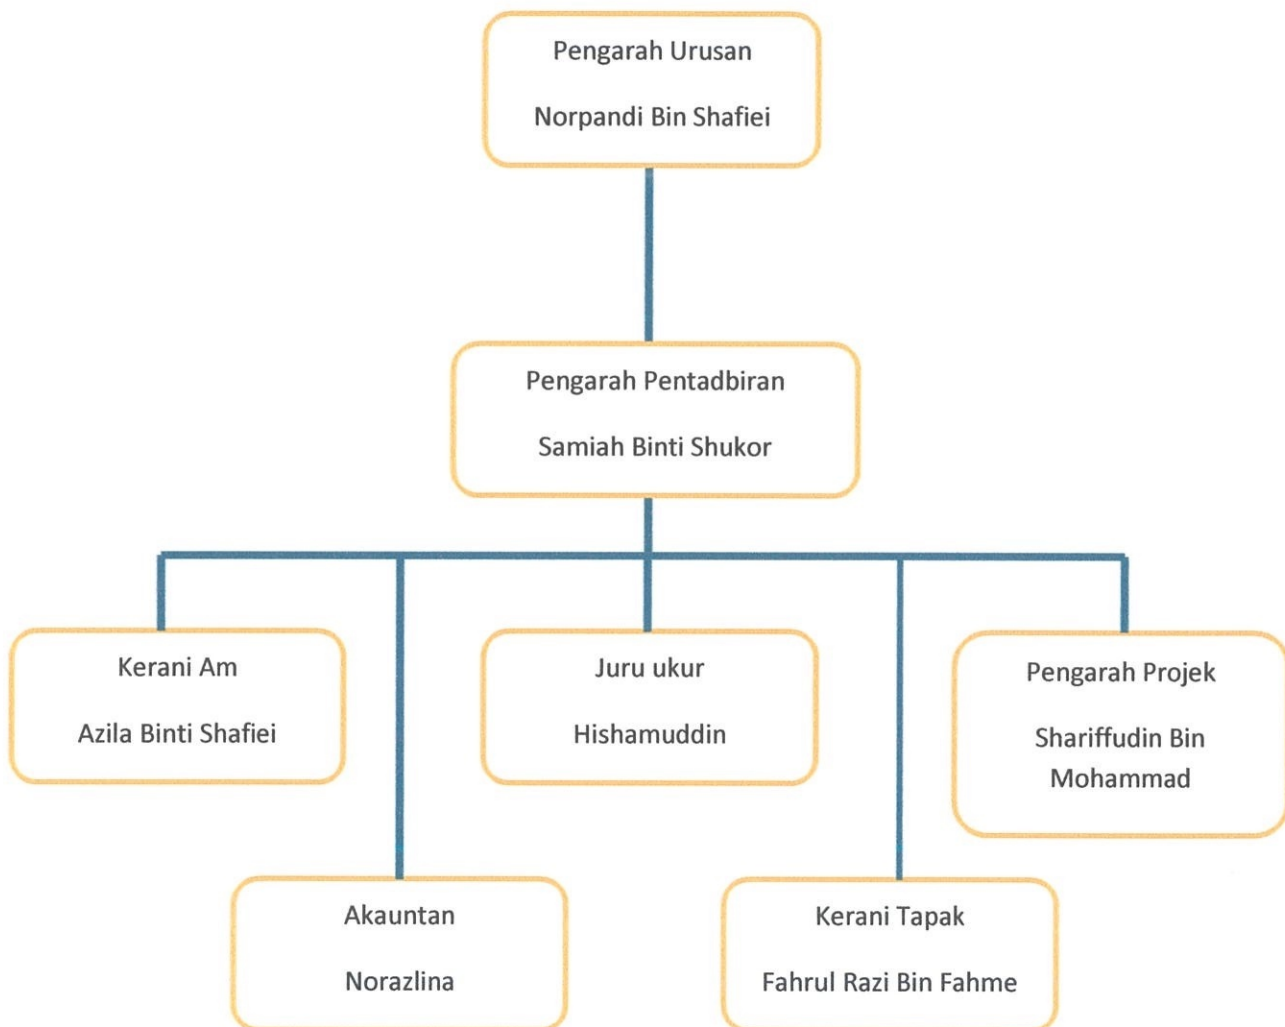 Pengarah Urusan
Norpandi Bin Shafiei
Pengarah Pentadbiran
Samiah Binti Shukor
Kerani Am
Azila Binti Shafiei
Juru ukur
Hishamuddin
Pengarah Projek
Shariffudin Bin
Mohammad
Akauntan
Norazlina
Kerani Tapak
Fahrul Razi Bin Fahme